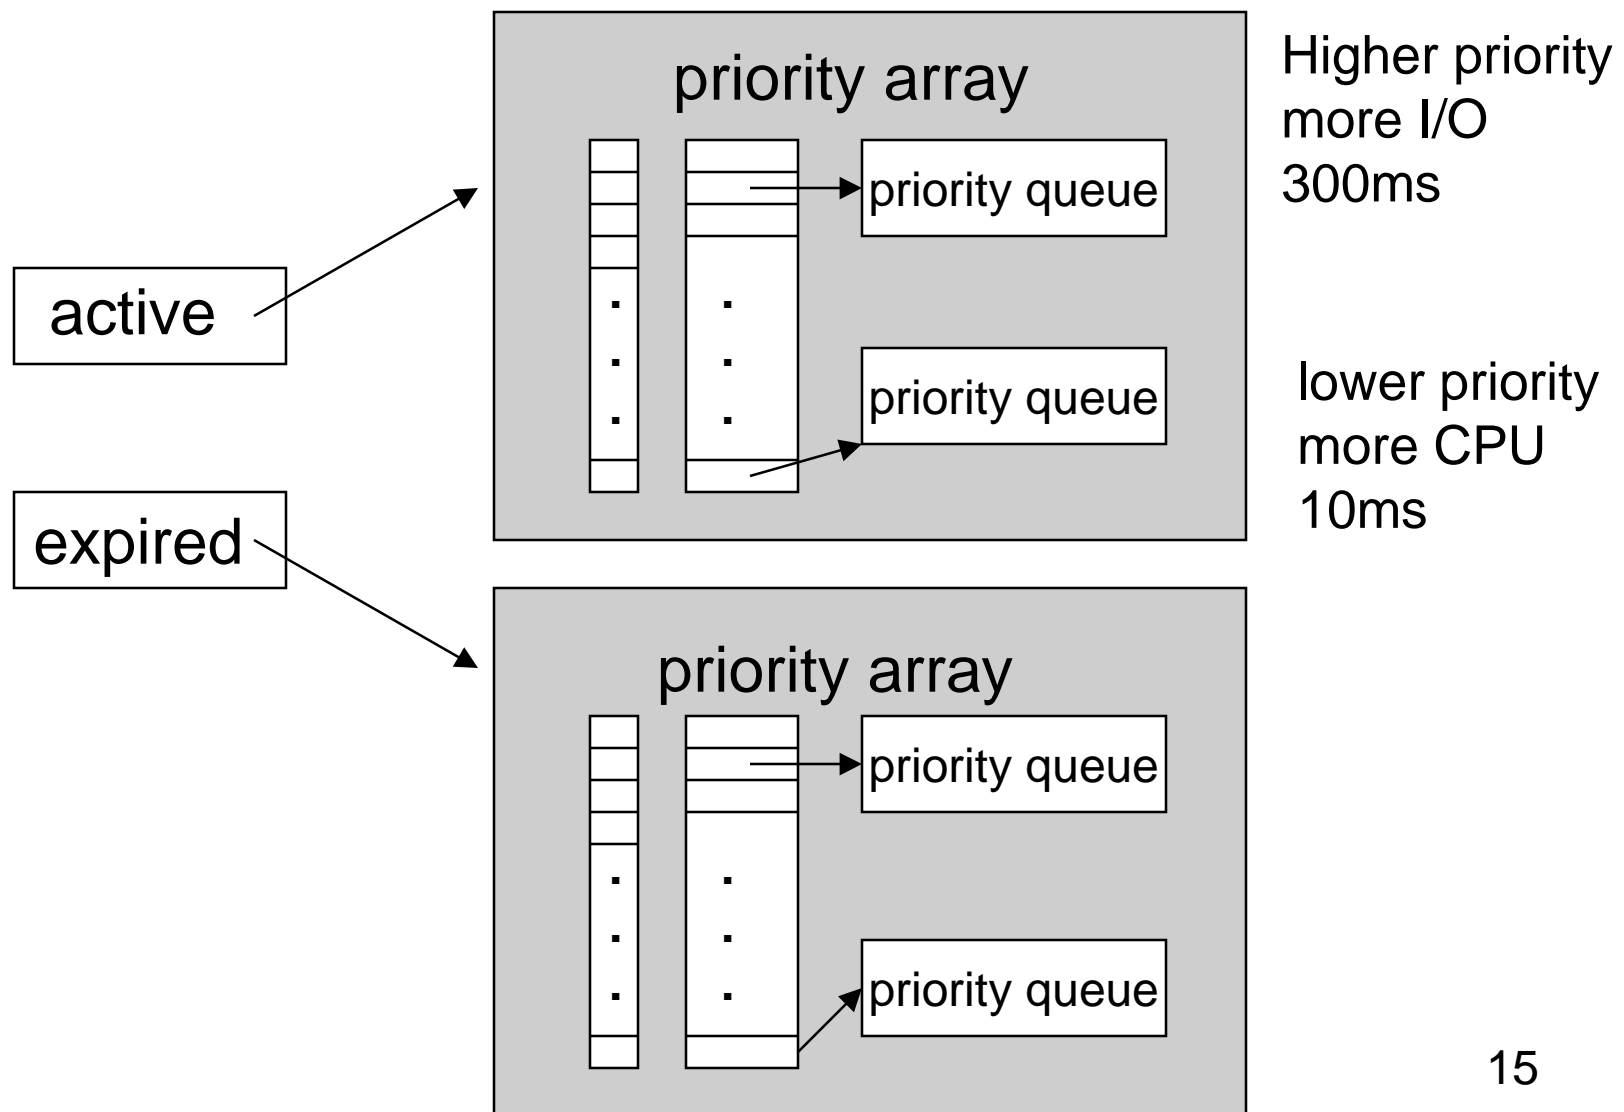 priority array
Higher priority
more I/O
300ms
priority queue
active
priority queue
lower priority
more CPU
10ms
expired
priority array
priority queue
priority queue
15